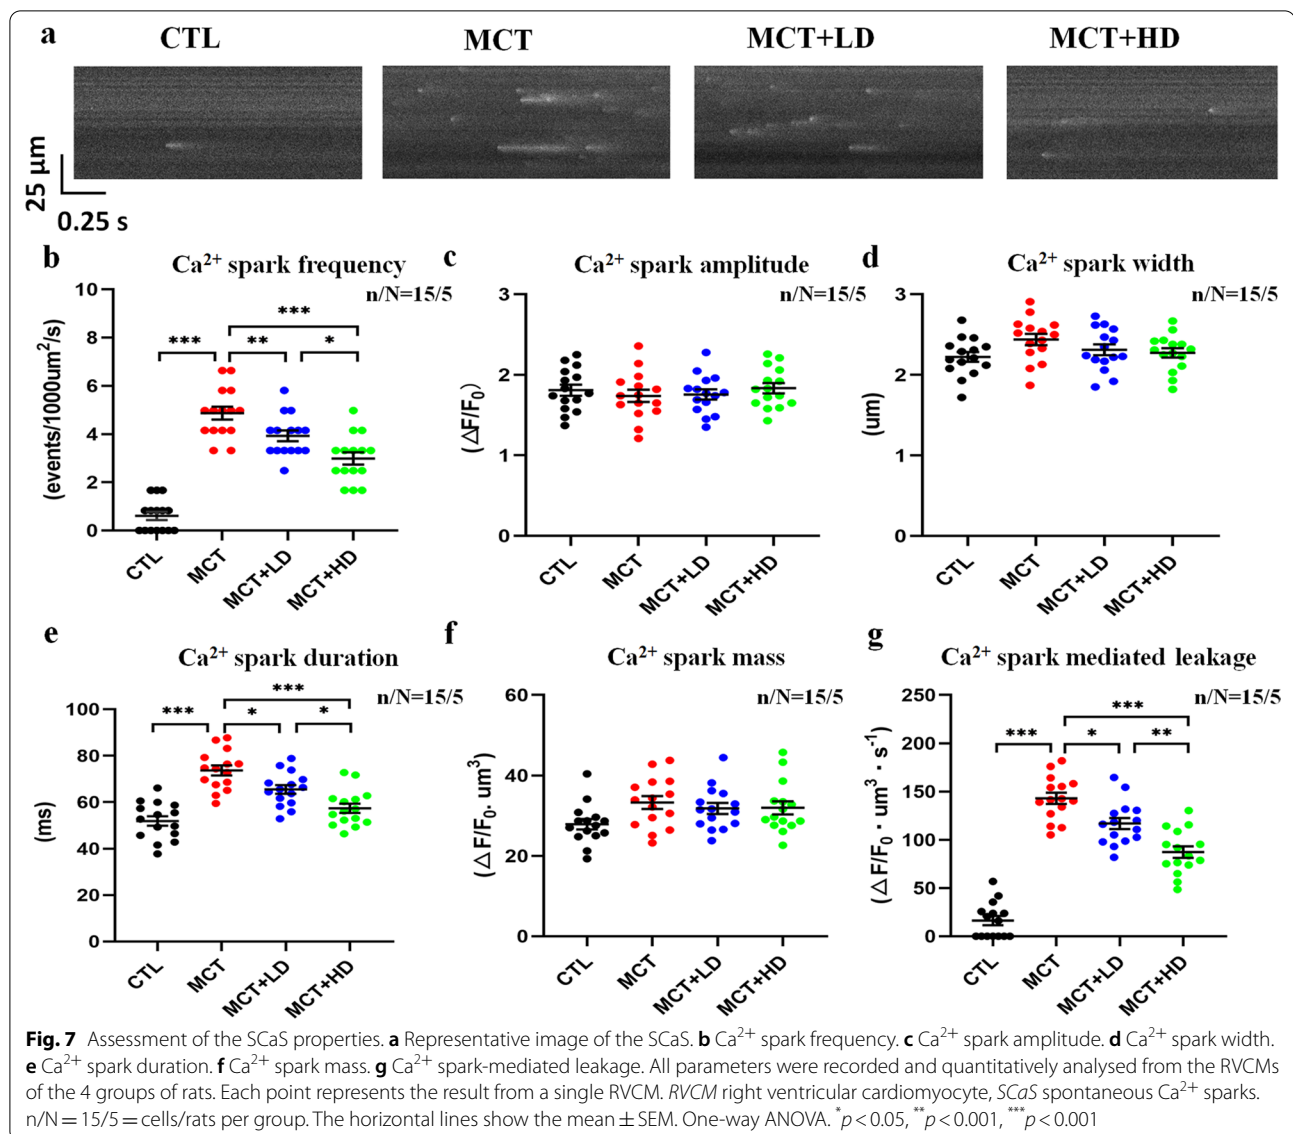 a CTL MCT MCT+LD MCT+HD
25 μm
0.25 s
b Ca²⁺ spark frequency
n/N=15/5
(events/1000um²/s)
10
8
6
4
2
0
*** ** * ***
CTL MCT MCT+LD MCT+HD
c Ca²⁺ spark amplitude
n/N=15/5
(△F/F₀)
3
2
1
0
CTL MCT MCT+LD MCT+HD
d Ca²⁺ spark width
n/N=15/5
(um)
3
2
1
0
CTL MCT MCT+LD MCT+HD
e Ca²⁺ spark duration
n/N=15/5
(ms)
100
80
60
40
20
0
*** * * ***
CTL MCT MCT+LD MCT+HD
f Ca²⁺ spark mass
n/N=15/5
(△F/F₀. um³)
60
40
20
0
CTL MCT MCT+LD MCT+HD
g Ca²⁺ spark mediated leakage
n/N=15/5
(△F/F₀ · um³ · s⁻¹)
250
200
150
100
50
0
*** * ** ***
CTL MCT MCT+LD MCT+HD
Fig. 7 Assessment of the SCaS properties. a Representative image of the SCaS. b Ca²⁺ spark frequency. c Ca²⁺ spark amplitude. d Ca²⁺ spark width.
e Ca²⁺ spark duration. f Ca²⁺ spark mass. g Ca²⁺ spark-mediated leakage. All parameters were recorded and quantitatively analysed from the RVCMs
of the 4 groups of rats. Each point represents the result from a single RVCM. RVCM right ventricular cardiomyocyte, SCaS spontaneous Ca²⁺ sparks.
n/N = 15/5 = cells/rats per group. The horizontal lines show the mean ± SEM. One-way ANOVA. *p < 0.05, **p < 0.001, ***p < 0.001